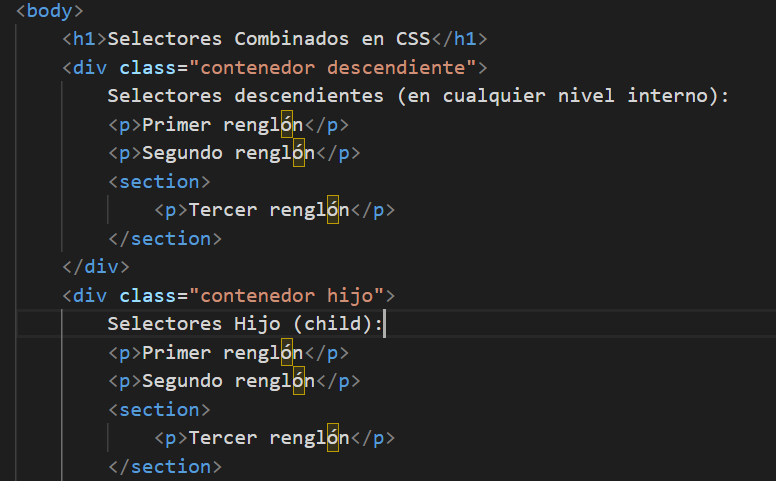 <body>
<h1>Selectores Combinados en CSS</h1>
<div class="contenedor descendiente">
Selectores descendientes (en cualquier nivel interno):
<p>Primer renglón</p>
<p>Segundo renglón</p>
<section>
<p>Tercer renglón</p>
</section>
</div>
<div class="contenedor hijo">
Selectores Hijo (child):
<p>Primer renglón</p>
<p>Segundo renglón</p>
<section>
<p>Tercer renglón</p>
</section>